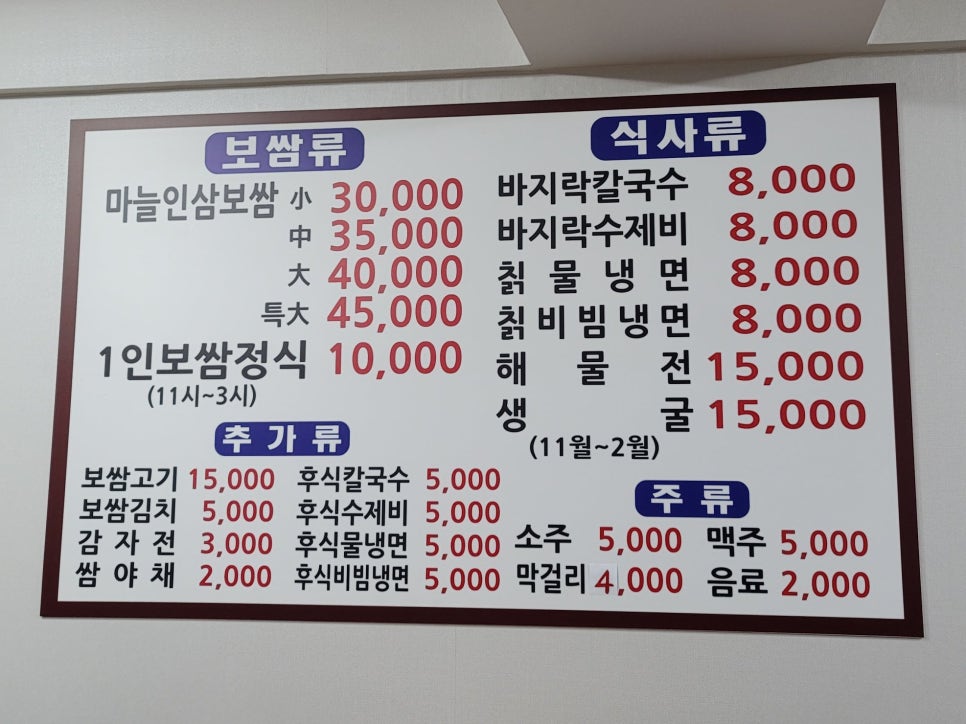 보쌈류
마늘인삼보쌈 小 30,000
中 35,000
大 40,000
특大 45,000
1인보쌈정식 10,000
(11시~3시)
추가류
보쌈고기 15,000 후식칼국수 5,000
보쌈김치 5,000 후식수제비 5,000
감자전 3,000 후식물냉면 5,000
쌈야채 2,000 후식비빔냉면 5,000
식사류
바지락칼국수 8,000
바지락수제비 8,000
칡물냉면 8,000
칡비빔냉면 8,000
해물전 15,000
생굴 15,000
(11월~2월)
주류
소주 5,000 맥주 5,000
막걸리 4,000 음료 2,000